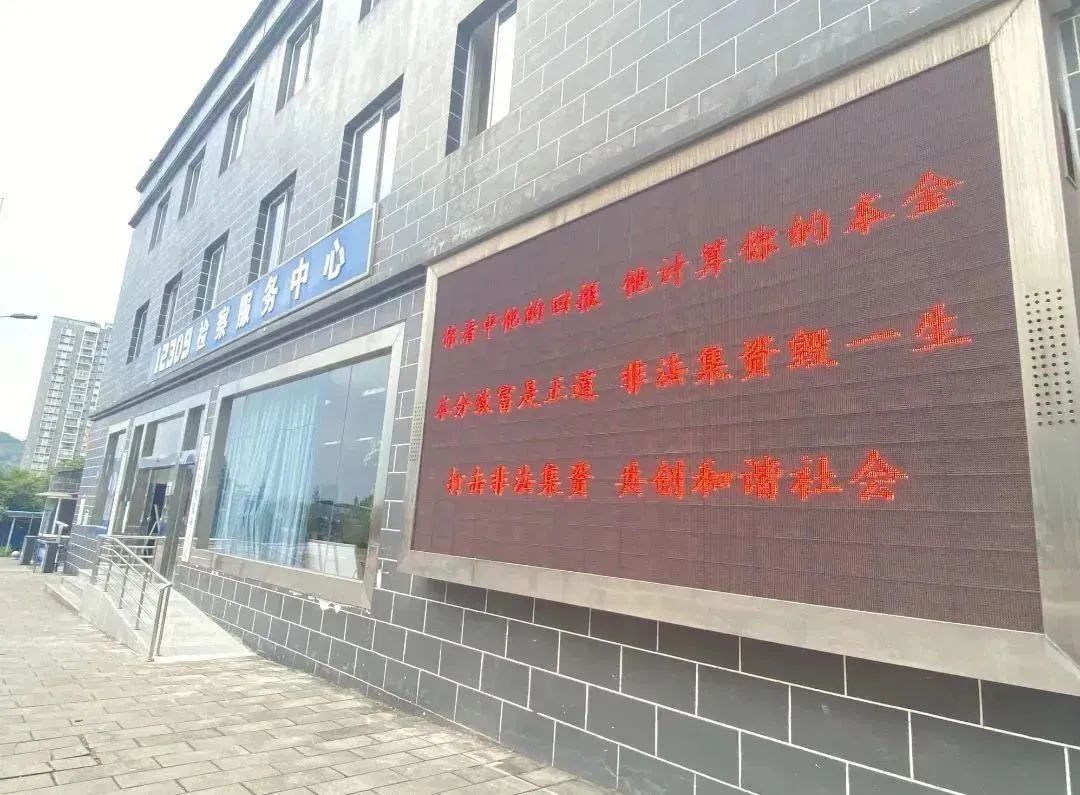 12309检察服务中心
你看中他的回报 他计算你的本金
本分致富是正道 非法集资毁一生
打击非法集资 共创和谐社会